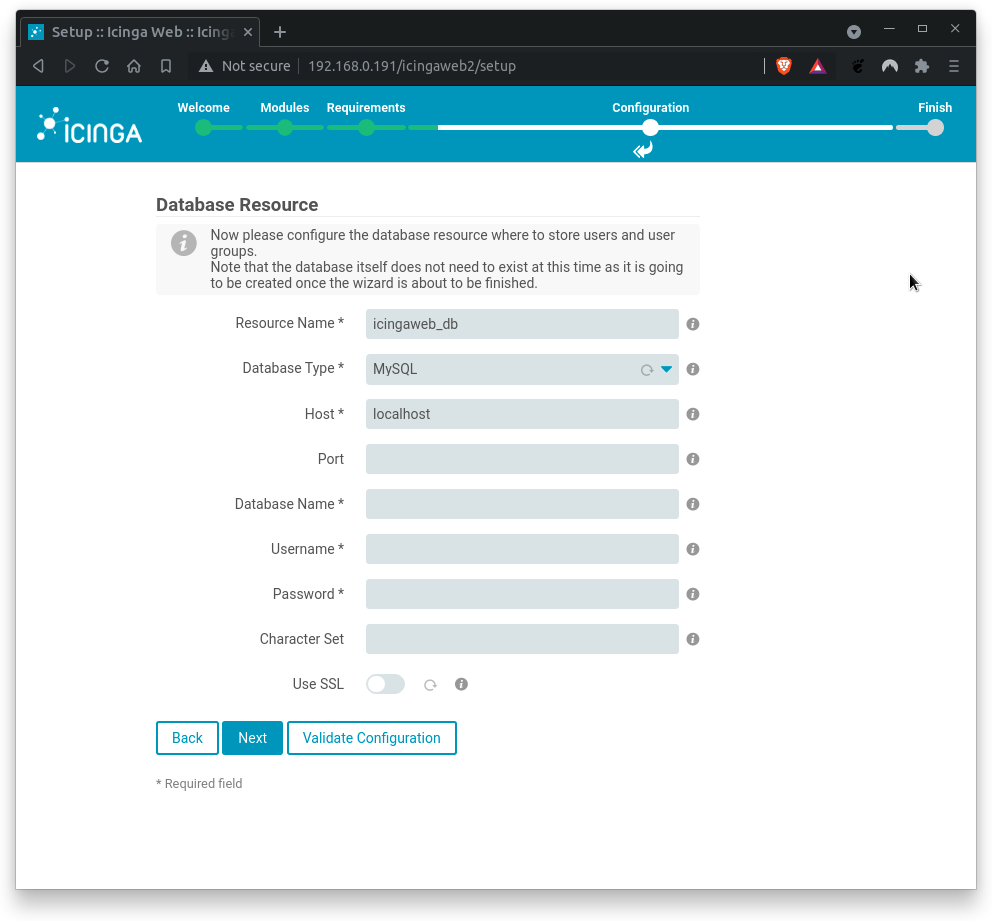 Setup :: Icinga Web :: Icing
Not secure
192.168.0.191/icingaweb2/setup
ICINGA
Welcome
Modules
Requirements
Configuration
Finish
Database Resource
Now please configure the database resource where to store users and user
groups.
Note that the database itself does not need to exist at this time as it is going
to be created once the wizard is about to be finished.
Resource Name *
icingaweb_db
Database Type *
MySQL
Host *
localhost
Port
Database Name *
Username *
Password *
Character Set
Use SSL
Back
Next
Validate Configuration
* Required field